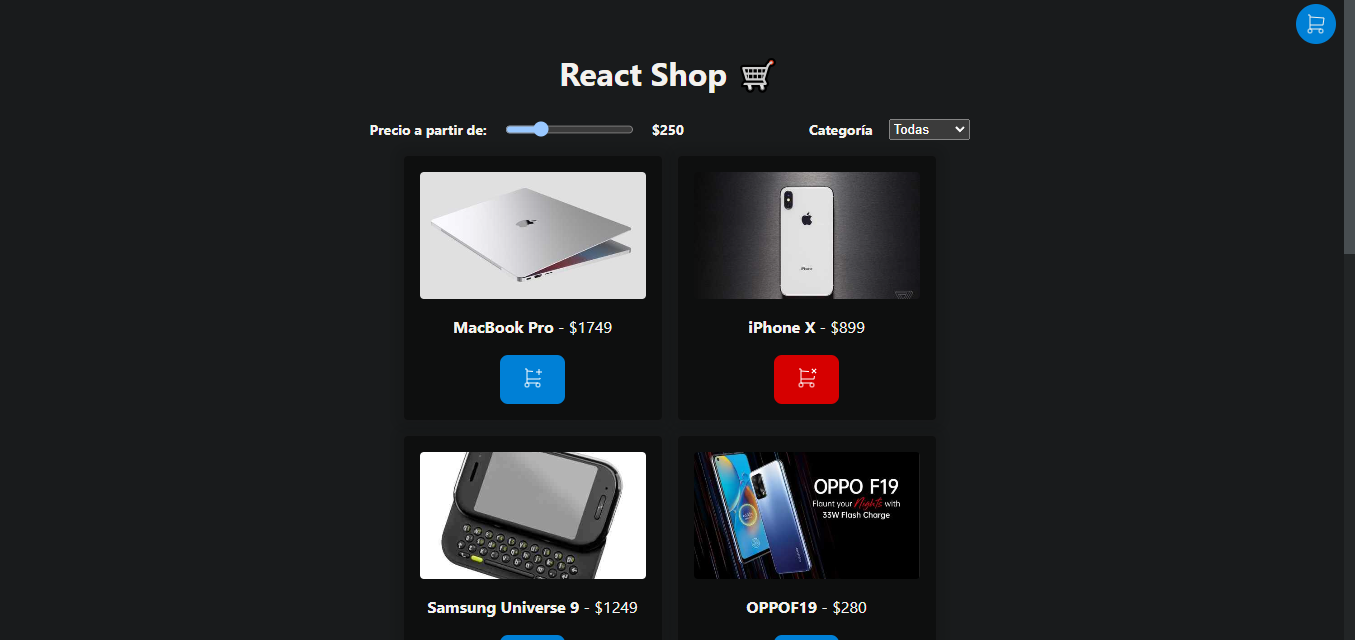 React Shop 🛒
Precio a partir de: $250 Categoría Todas
iPhone
MacBook Pro - $1749
iPhone X - $899
OPPO F19
Flaunt your Nights with
33W Flash Charge
Samsung Universe 9 - $1249
OPPOF19 - $280